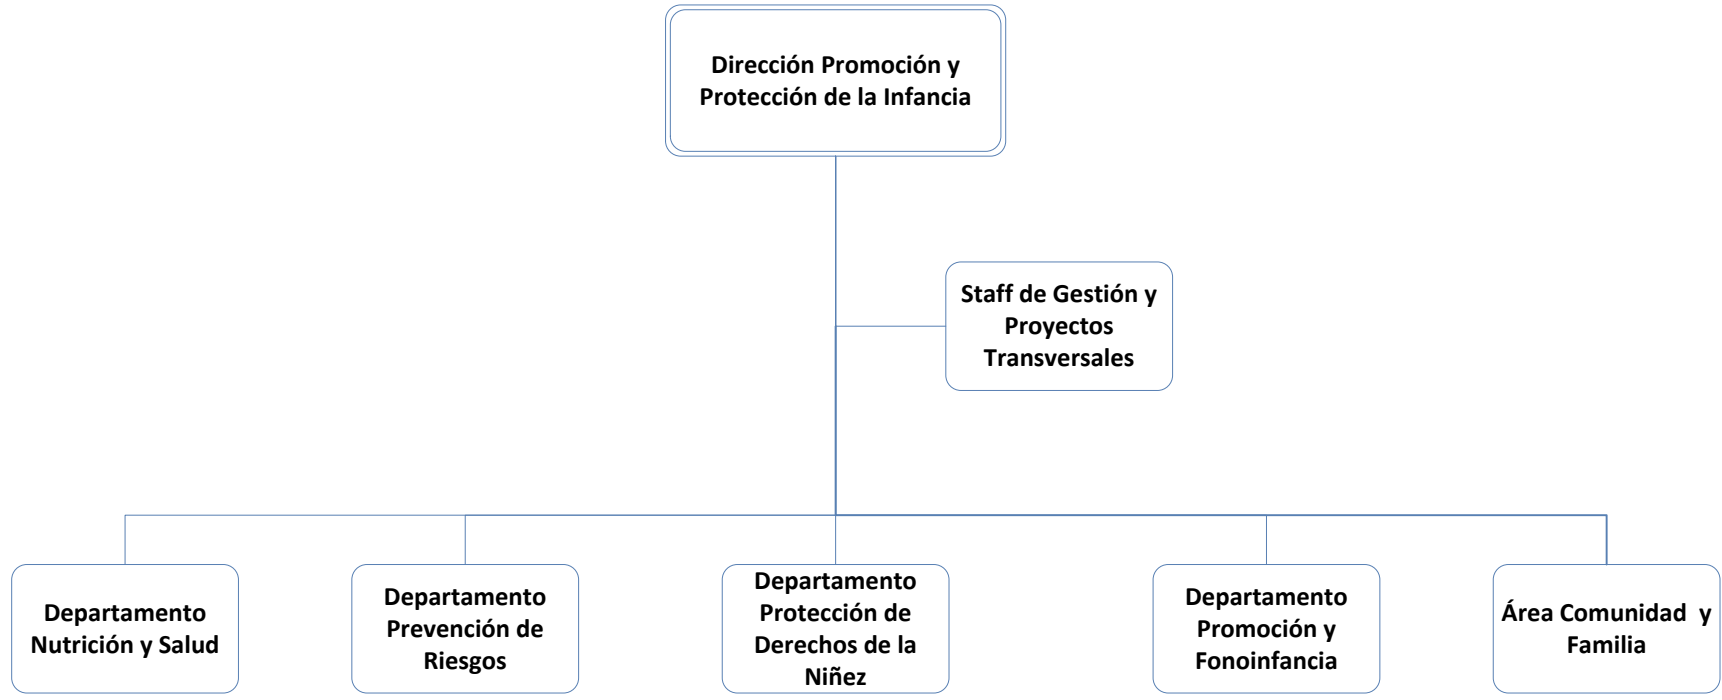 Dirección Promoción y
Protección de la Infancia
Staff de Gestión y
Proyectos
Transversales
Departamento
Nutrición y Salud
Departamento
Prevención de
Riesgos
Departamento
Protección de
Derechos de la
Niñez
Departamento
Promoción y
Fonoinfancia
Área Comunidad  y
Familia